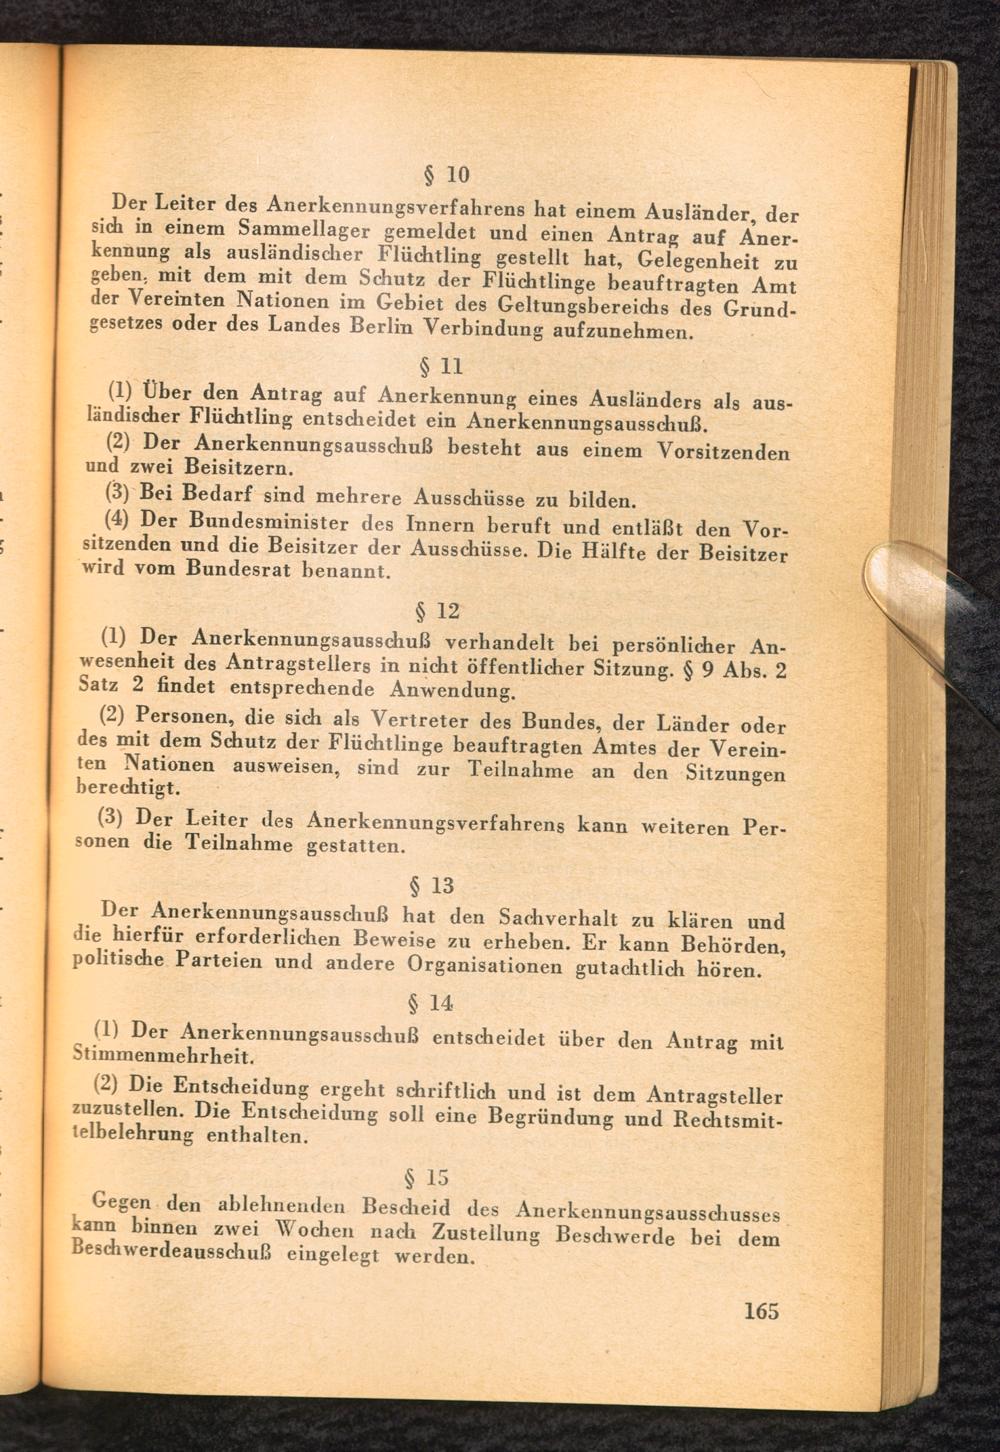 § 10
Der Leiter des Anerkennungsverfahrens hat einem Ausländer, der
sich in einem Sammellager gemeldet und einen Antrag auf Aner-
kennung als ausländischer Flüchtling gestellt hat, Gelegenheit zu
geben, mit dem mit dem Schutz der Flüchtlinge beauftragten Amt
der Vereinten Nationen im Gebiet des Geltungsbereichs des Grund-
gesetzes oder des Landes Berlin Verbindung aufzunehmen.
§ 11
(1) Über den Antrag auf Anerkennung eines Ausländers als aus-
ländischer Flüchtling entscheidet ein Anerkennungsausschuß.
(2) Der Anerkennungsausschuß besteht aus einem Vorsitzenden
und zwei Beisitzern.
(3) Bei Bedarf sind mehrere Ausschüsse zu bilden.
(4) Der Bundesminister des Innern beruft und entläßt den Vor-
sitzenden und die Beisitzer der Ausschüsse. Die Hälfte der Beisitzer
wird vom Bundesrat benannt.
§ 12
(1) Der Anerkennungsausschuß verhandelt bei persönlicher An-
wesenheit des Antragstellers in nicht öffentlicher Sitzung. § 9 Abs. 2
Satz 2 findet entsprechende Anwendung.
(2) Personen, die sich als Vertreter des Bundes, der Länder oder
des mit dem Schutz der Flüchtlinge beauftragten Amtes der Verein-
ten Nationen ausweisen, sind zur Teilnahme an den Sitzungen
berechtigt.
(3) Der Leiter des Anerkennungsverfahrens kann weiteren Per-
sonen die Teilnahme gestatten.
§ 13
Der Anerkennungsausschuß hat den Sachverhalt zu klären und
die hierfür erforderlichen Beweise zu erheben. Er kann Behörden,
politische Parteien und andere Organisationen gutachtlich hören.
§ 14
(1) Der Anerkennungsausschuß entscheidet über den Antrag mit
Stimmenmehrheit.
(2) Die Entscheidung ergeht schriftlich und ist dem Antragsteller
zuzustellen. Die Entscheidung soll eine Begründung und Rechtsmit-
telbelehrung enthalten.
§ 15
Gegen den ablehnenden Bescheid des Anerkennungsausschusses
kann binnen zwei Wochen nach Zustellung Beschwerde bei dem
Beschwerdeausschuß eingelegt werden.
165